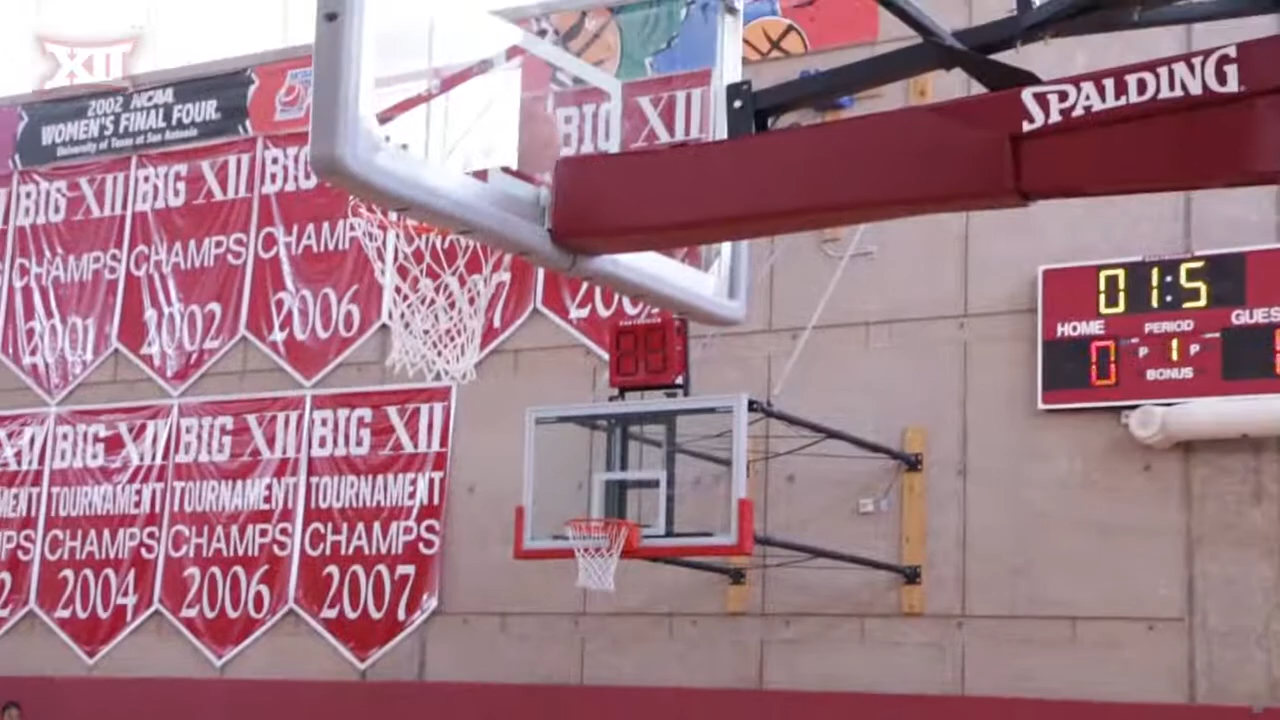 XII
2002 NCAA
WOMEN'S FINAL FOUR
University of Texas at San Antonio
BIG XII
SPALDING
BIG XII
CHAMPS
2001
BIG XII
CHAMPS
2002
BIG
CHAMPS
2006
01:5
HOME
PERIOD
0
P 1 P
BONUS
XII
BIG XII
TOURNAMENT
CHAMPS
2004
BIG XII
TOURNAMENT
CHAMPS
2006
BIG XII
TOURNAMENT
CHAMPS
2007